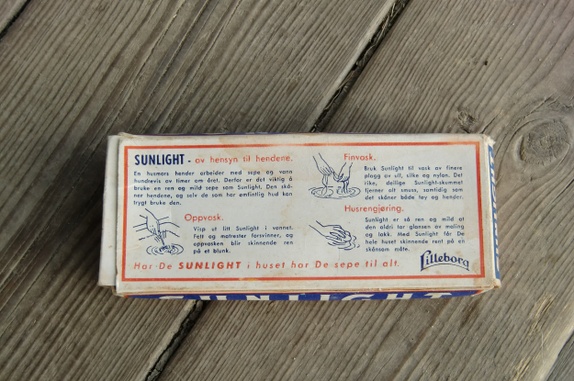 SUNLIGHT - av hensyn til hendene.
En husmors hender arbeider med sepe og vann
hundrevis av timer om året. Derfor er det viktig å
bruke en ren og mild sepe som Sunlight. Den skå-
ner hendene, og selv de som har ømfintlig hud kan
trygt bruke den.
Oppvask.
Visp ut litt Sunlight i vannet.
Fett og matrester forsvinner, og
oppvasken blir skinnende ren
på et blunk.
Finvask.
Bruk Sunlight til vask av finere
plagg av ull, silke og nylon. Det
rike, deilige Sunlight-skummet
fjerner alt smuss, samtidig som
det skåner både tøy og hender.
Husrengjøring.
Sunlight er så ren og mild at
den aldri tar glansen av maling
og lakk. Med Sunlight får De
hele huset skinnende rent på en
skånsom måte.
Har De SUNLIGHT i huset har De sepe til alt.
Lilleborg
SUNLIGHT